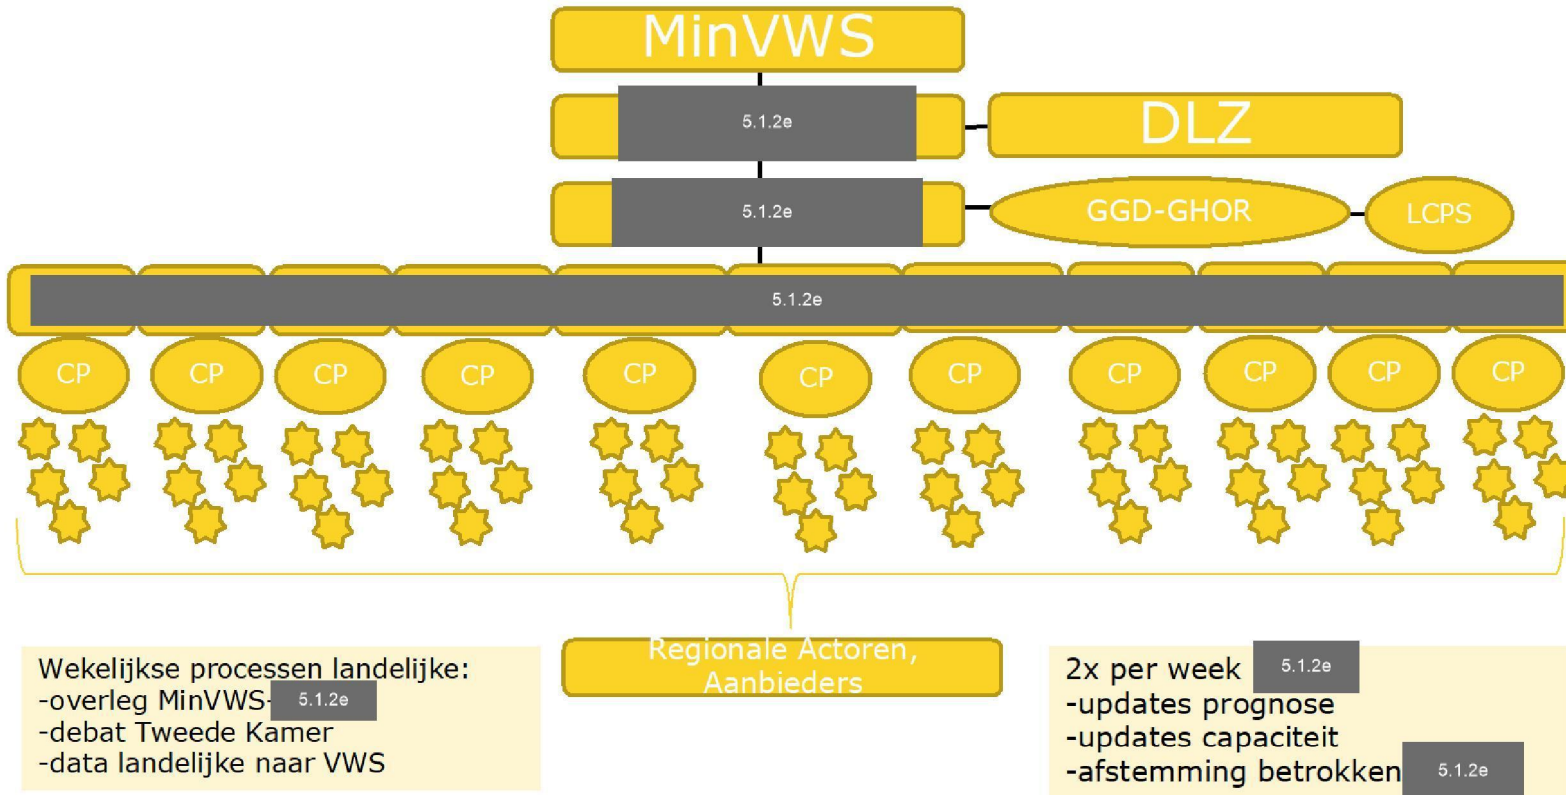 MinVWS
5.1.2e
DLZ
5.1.2e
GGD-GHOR
LCPS
5.1.2e
CP
CP
CP
CP
CP
CP
CP
CP
CP
CP
CP
Wekelijkse processen landelijke:
-overleg MinVWS- 5.1.2e
-debat Tweede Kamer
-data landelijke naar VWS
Regionale Actoren,
Aanbieders
2x per week 5.1.2e
-updates prognose
-updates capaciteit
-afstemming betrokken 5.1.2e